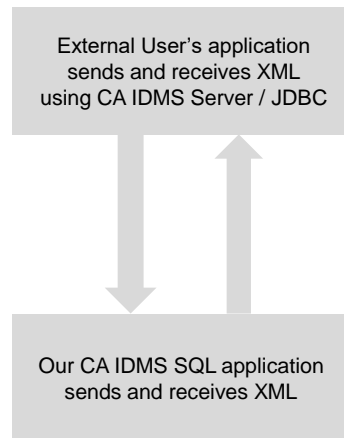 External User’s application
sends and receives XML
using CA IDMS Server / JDBC
Our CA IDMS SQL application
sends and receives XML